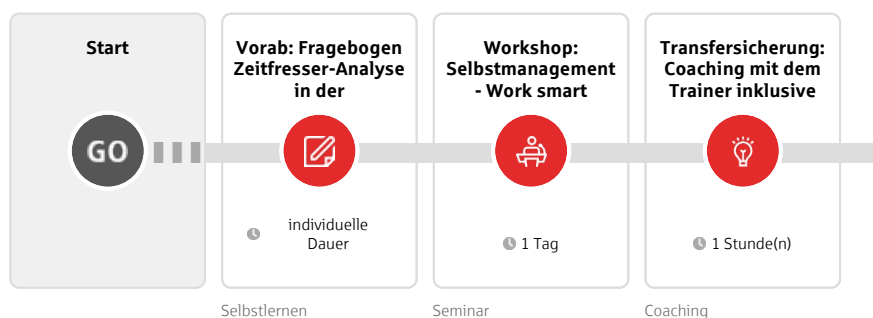 Start
GO
Vorab: Fragebogen
Zeitfresser-Analyse
in der
individuelle
Dauer
Selbstlernen
Workshop:
Selbstmanagement
- Work smart
1 Tag
Seminar
Transfersicherung:
Coaching mit dem
Trainer inklusive
1 Stunde(n)
Coaching